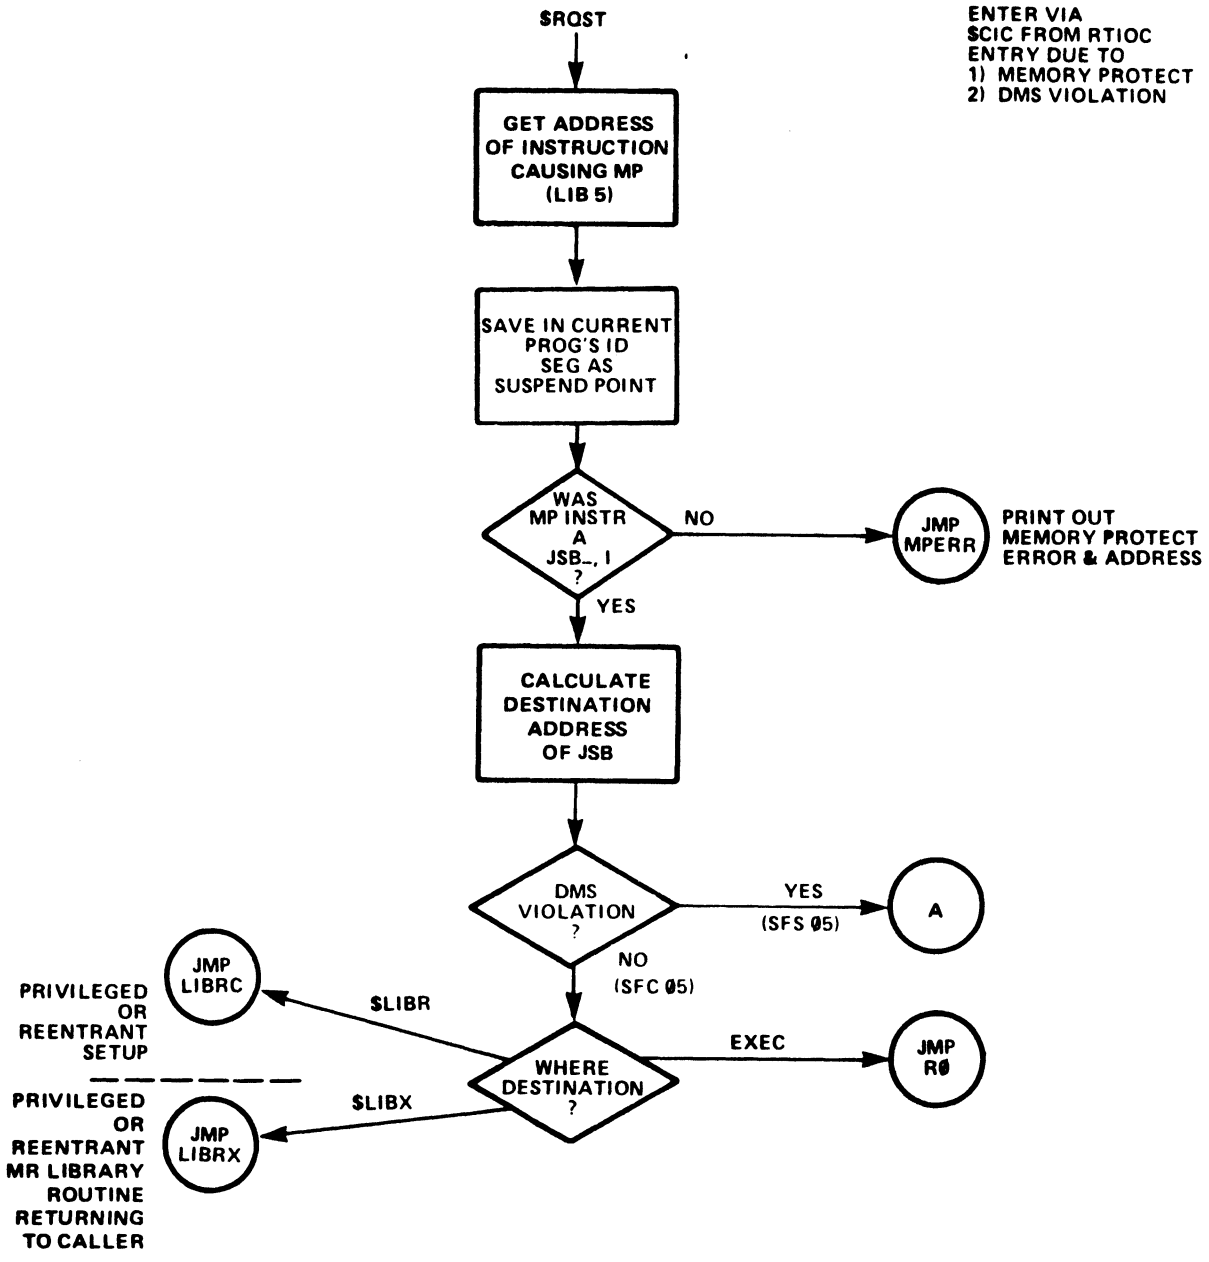 $RQST
ENTER VIA
$CIC FROM RTIOC
ENTRY DUE TO
1) MEMORY PROTECT
2) DMS VIOLATION
GET ADDRESS
OF INSTRUCTION
CAUSING MP
(LIB 5)
SAVE IN CURRENT
PROG'S ID
SEG AS
SUSPEND POINT
WAS
MP INSTR
A
JSB_, I
?
NO
JMP
MPERR
PRINT OUT
MEMORY PROTECT
ERROR & ADDRESS
YES
CALCULATE
DESTINATION
ADDRESS
OF JSB
DMS
VIOLATION
?
YES
(SFS Ø5)
A
NO
(SFC Ø5)
JMP
LIBRC
PRIVILEGED
OR
REENTRANT
SETUP
$LIBR
WHERE
DESTINATION
?
EXEC
JMP
RØ
$LIBX
JMP
LIBRX
PRIVILEGED
OR
REENTRANT
MR LIBRARY
ROUTINE
RETURNING
TO CALLER